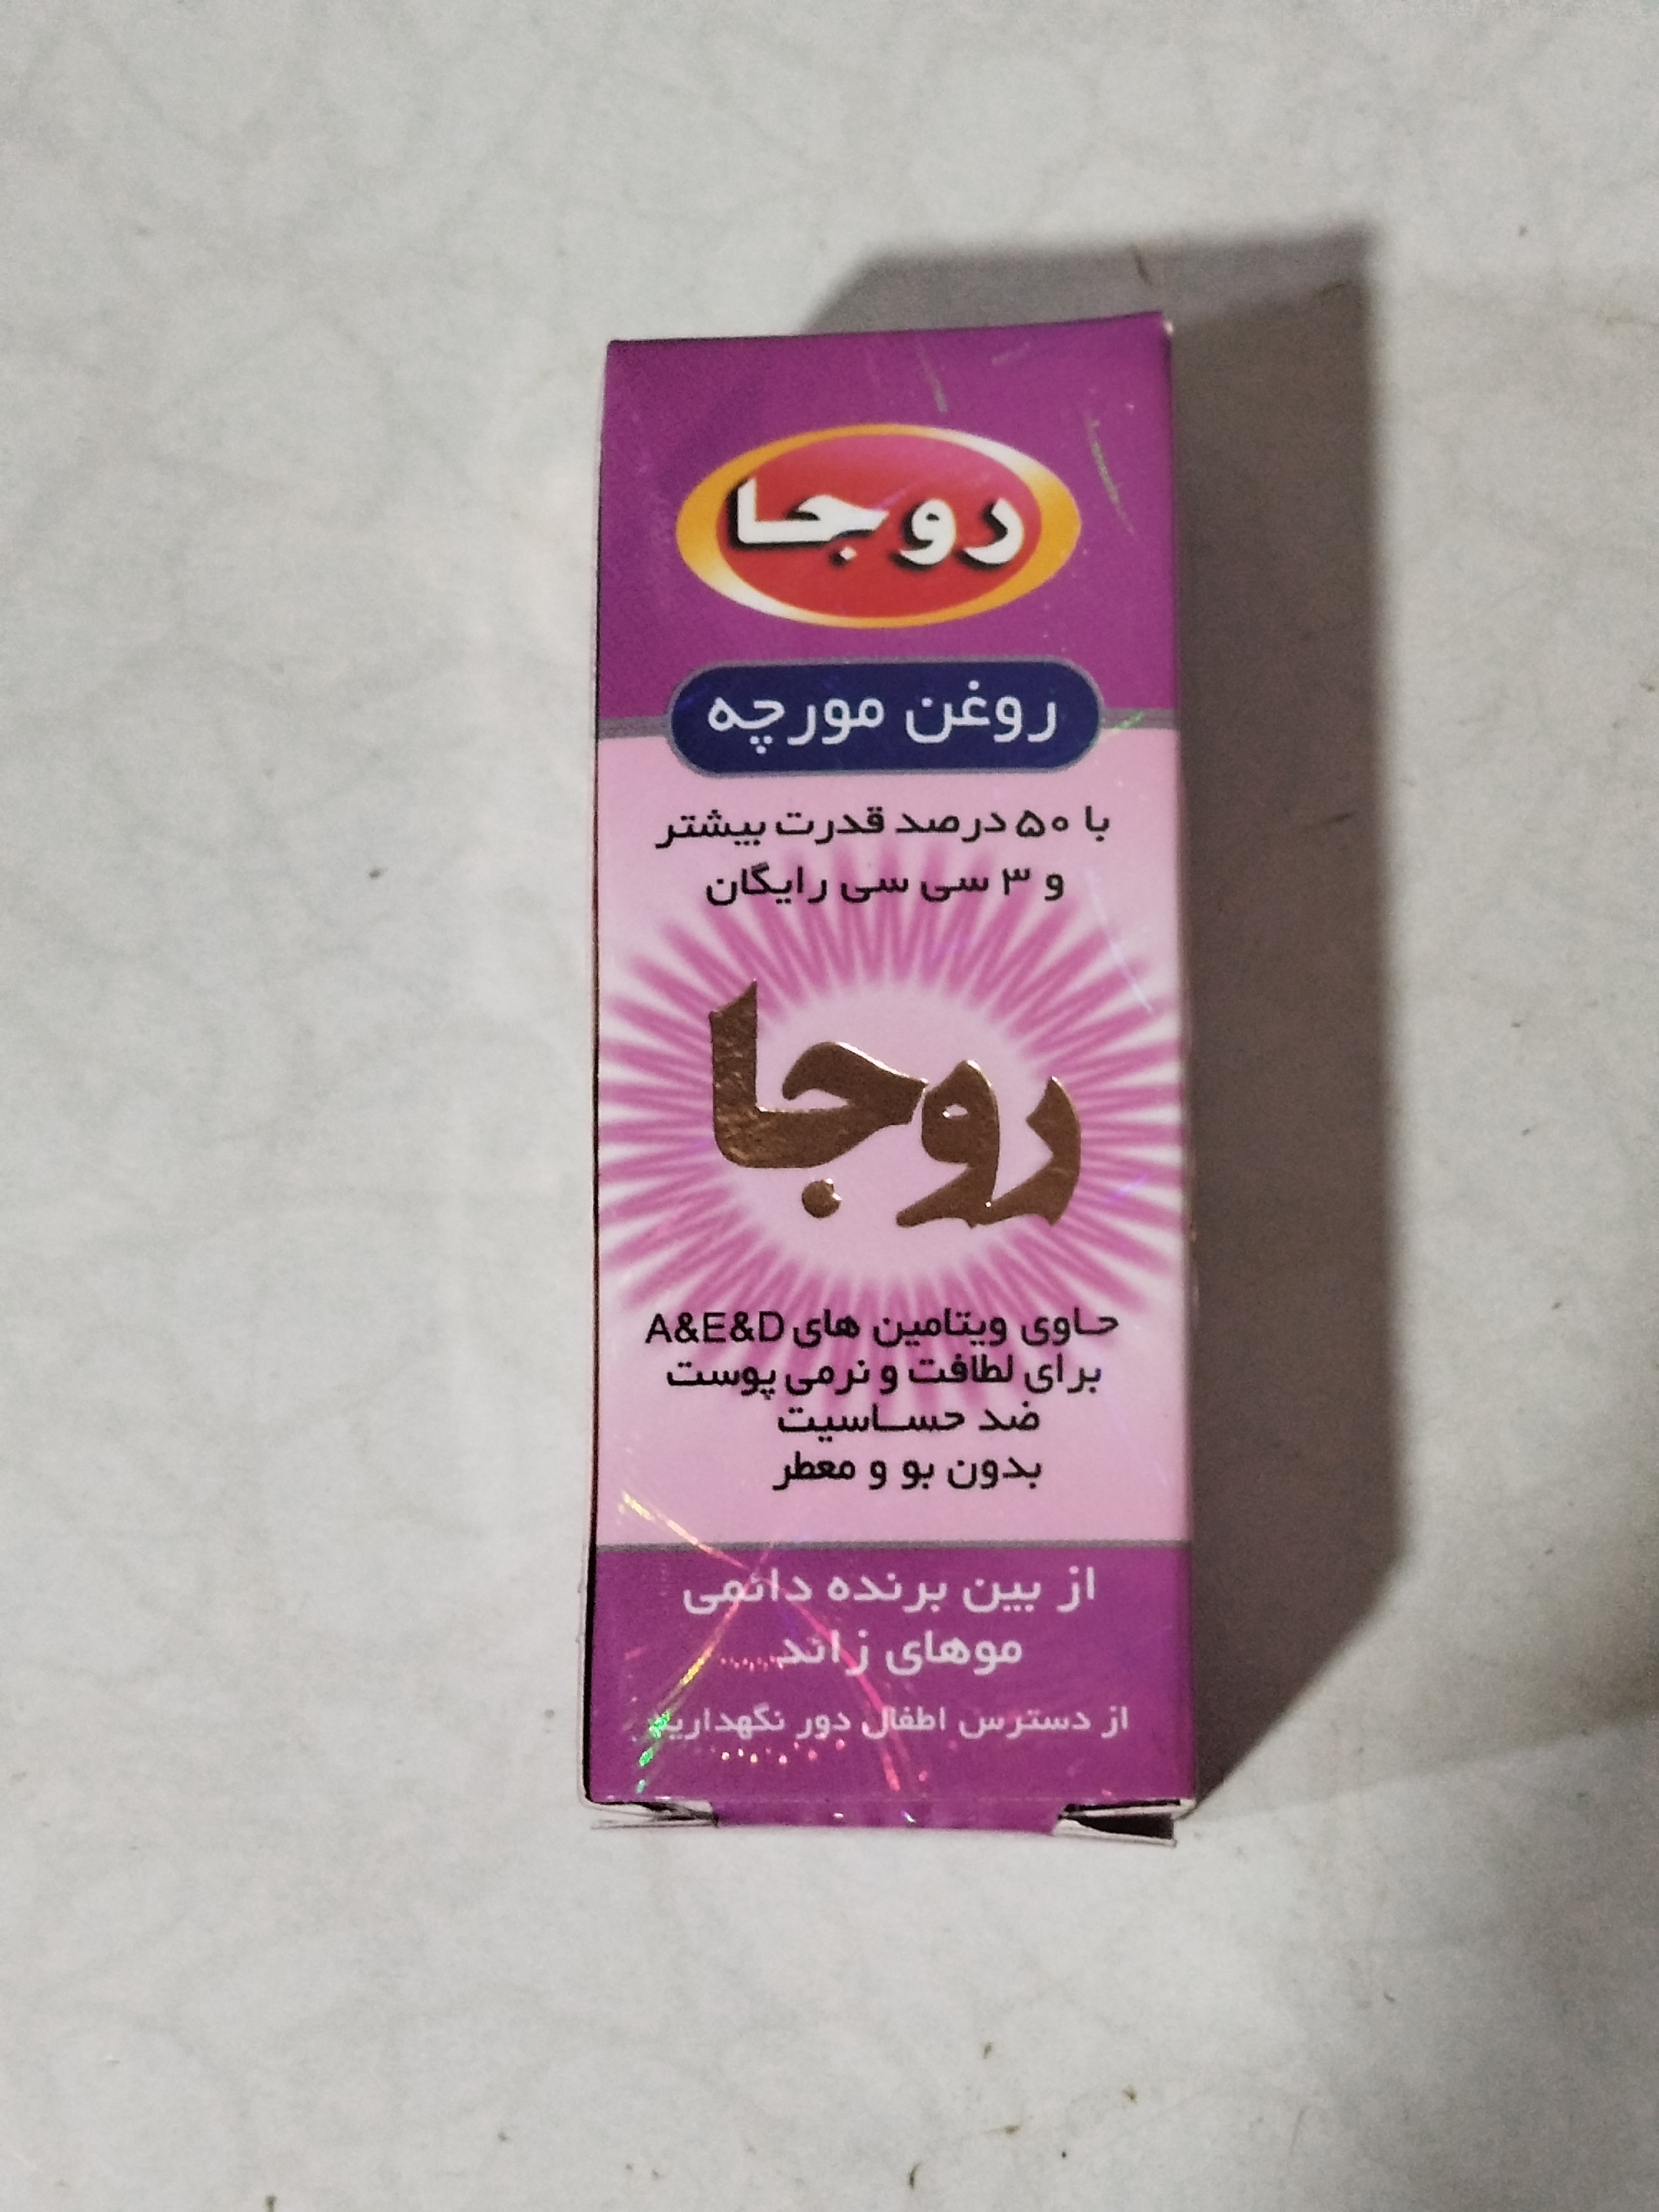 روجا
روغن مورچه
با ۵۰ درصد قدرت بیشتر
و ۳ سی سی رایگان
روجا
حاوی ویتامین های A&E&D
برای لطافت و نرمی پوست
ضد حساسیت
بدون بو و معطر
از بین برنده دائمی
موهای زائد
از دسترس اطفال دور نگهدارید